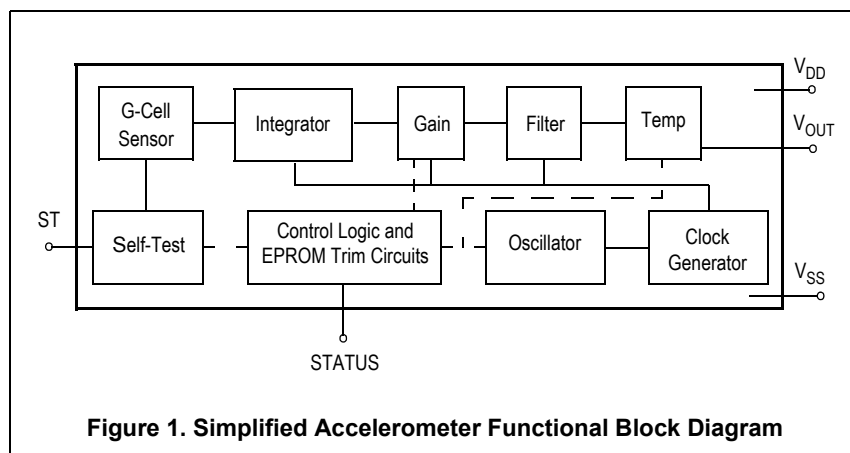 V_DD
G-Cell
Sensor
Integrator
Gain
Filter
Temp
V_OUT
ST
Self-Test
Control Logic and
EPROM Trim Circuits
Oscillator
Clock
Generator
V_SS
STATUS
Figure 1. Simplified Accelerometer Functional Block Diagram